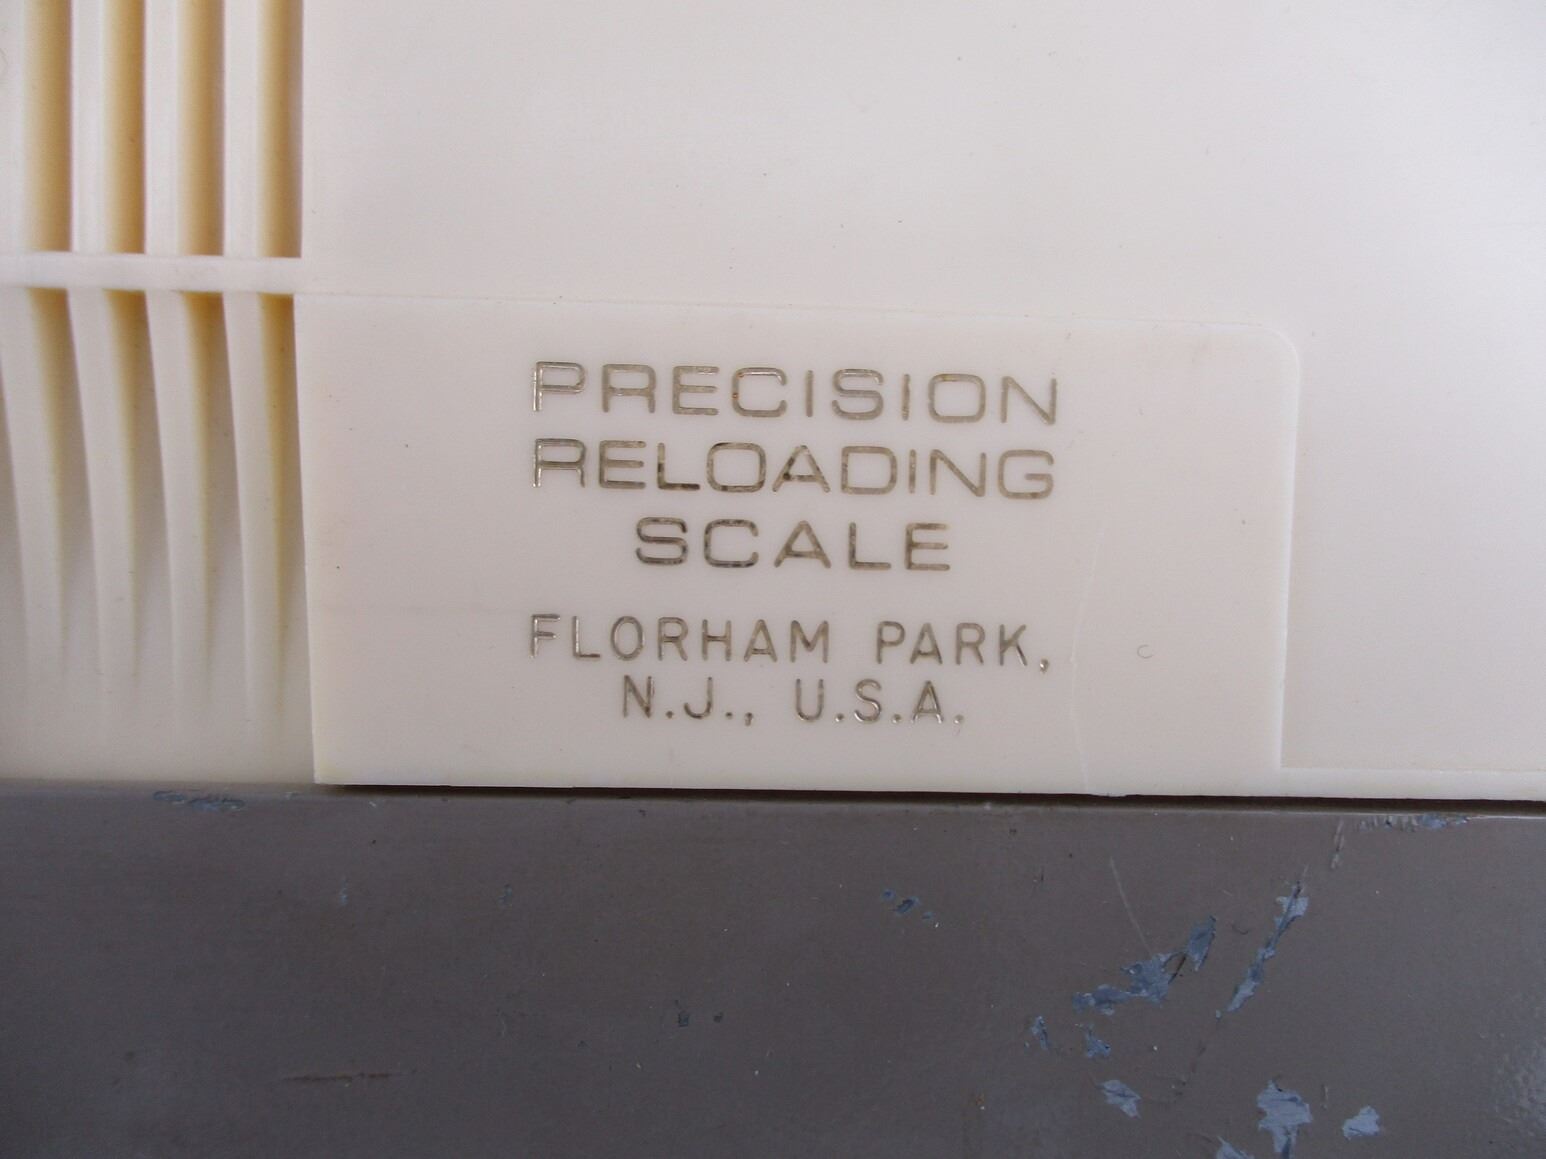 PRECISION
RELOADING
SCALE
FLORHAM PARK,
N.J., U.S.A.